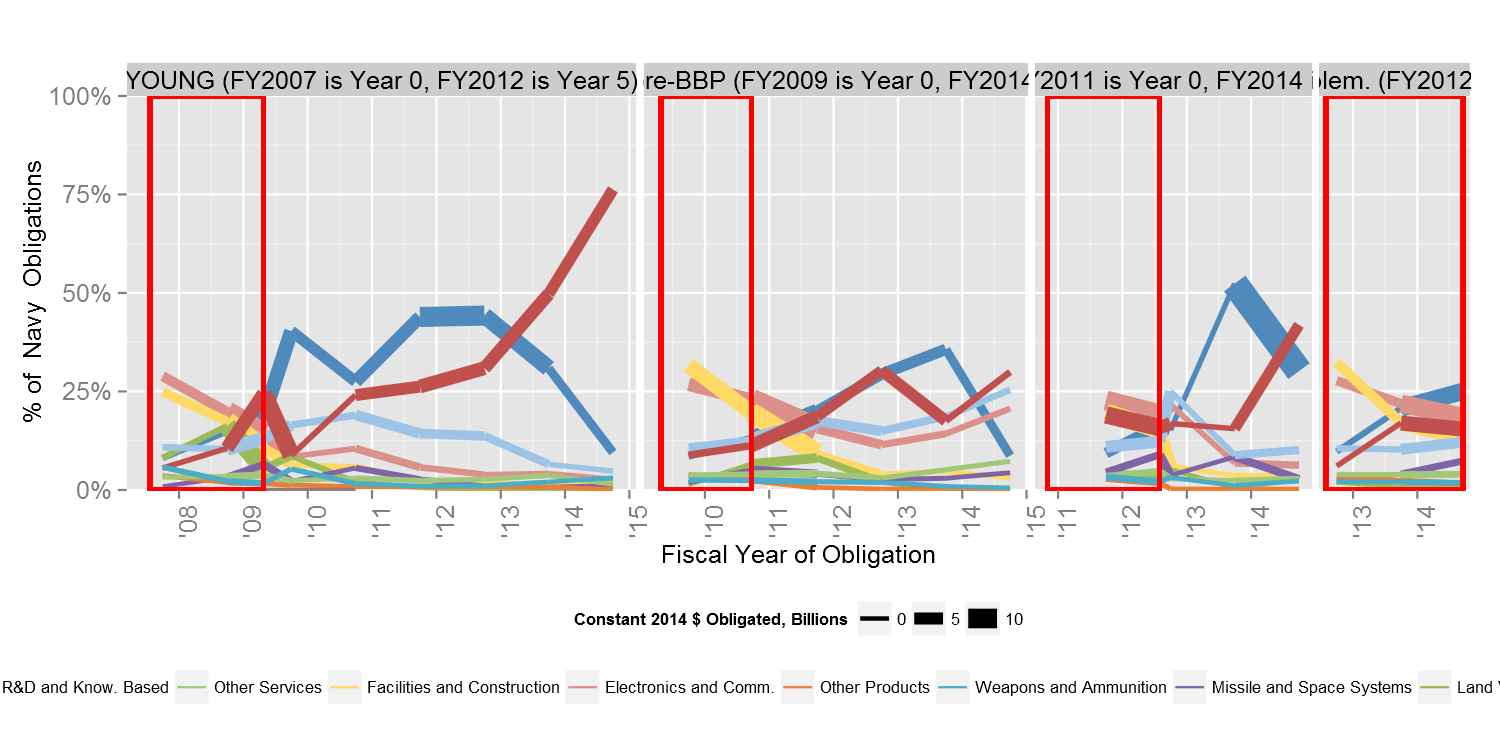 YOUNG (FY2007 is Year 0, FY2012 is Year 5)
re-BBP (FY2009 is Year 0, FY2014
Y2011 is Year 0, FY2014
lem. (FY2012
100%
75%
50%
25%
0%
% of Navy Obligations
'08
'09
'10
'11
'12
'13
'14
'15
'10
'11
'12
'13
'14
'15
'11
'12
'13
'14
'13
'14
Fiscal Year of Obligation
Constant 2014 $ Obligated, Billions
0
5
10
R&D and Know. Based
Other Services
Facilities and Construction
Electronics and Comm.
Other Products
Weapons and Ammunition
Missile and Space Systems
Land